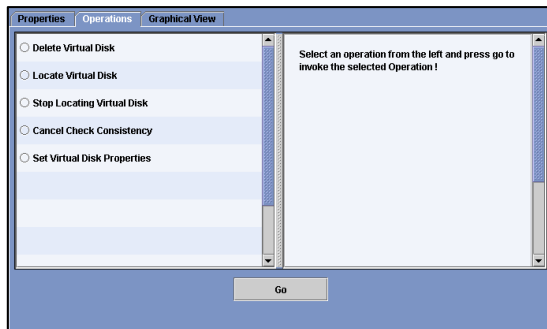 Properties Operations Graphical View
Delete Virtual Disk
Locate Virtual Disk
Stop Locating Virtual Disk
Cancel Check Consistency
Set Virtual Disk Properties
Select an operation from the left and press go to
invoke the selected Operation !
Go